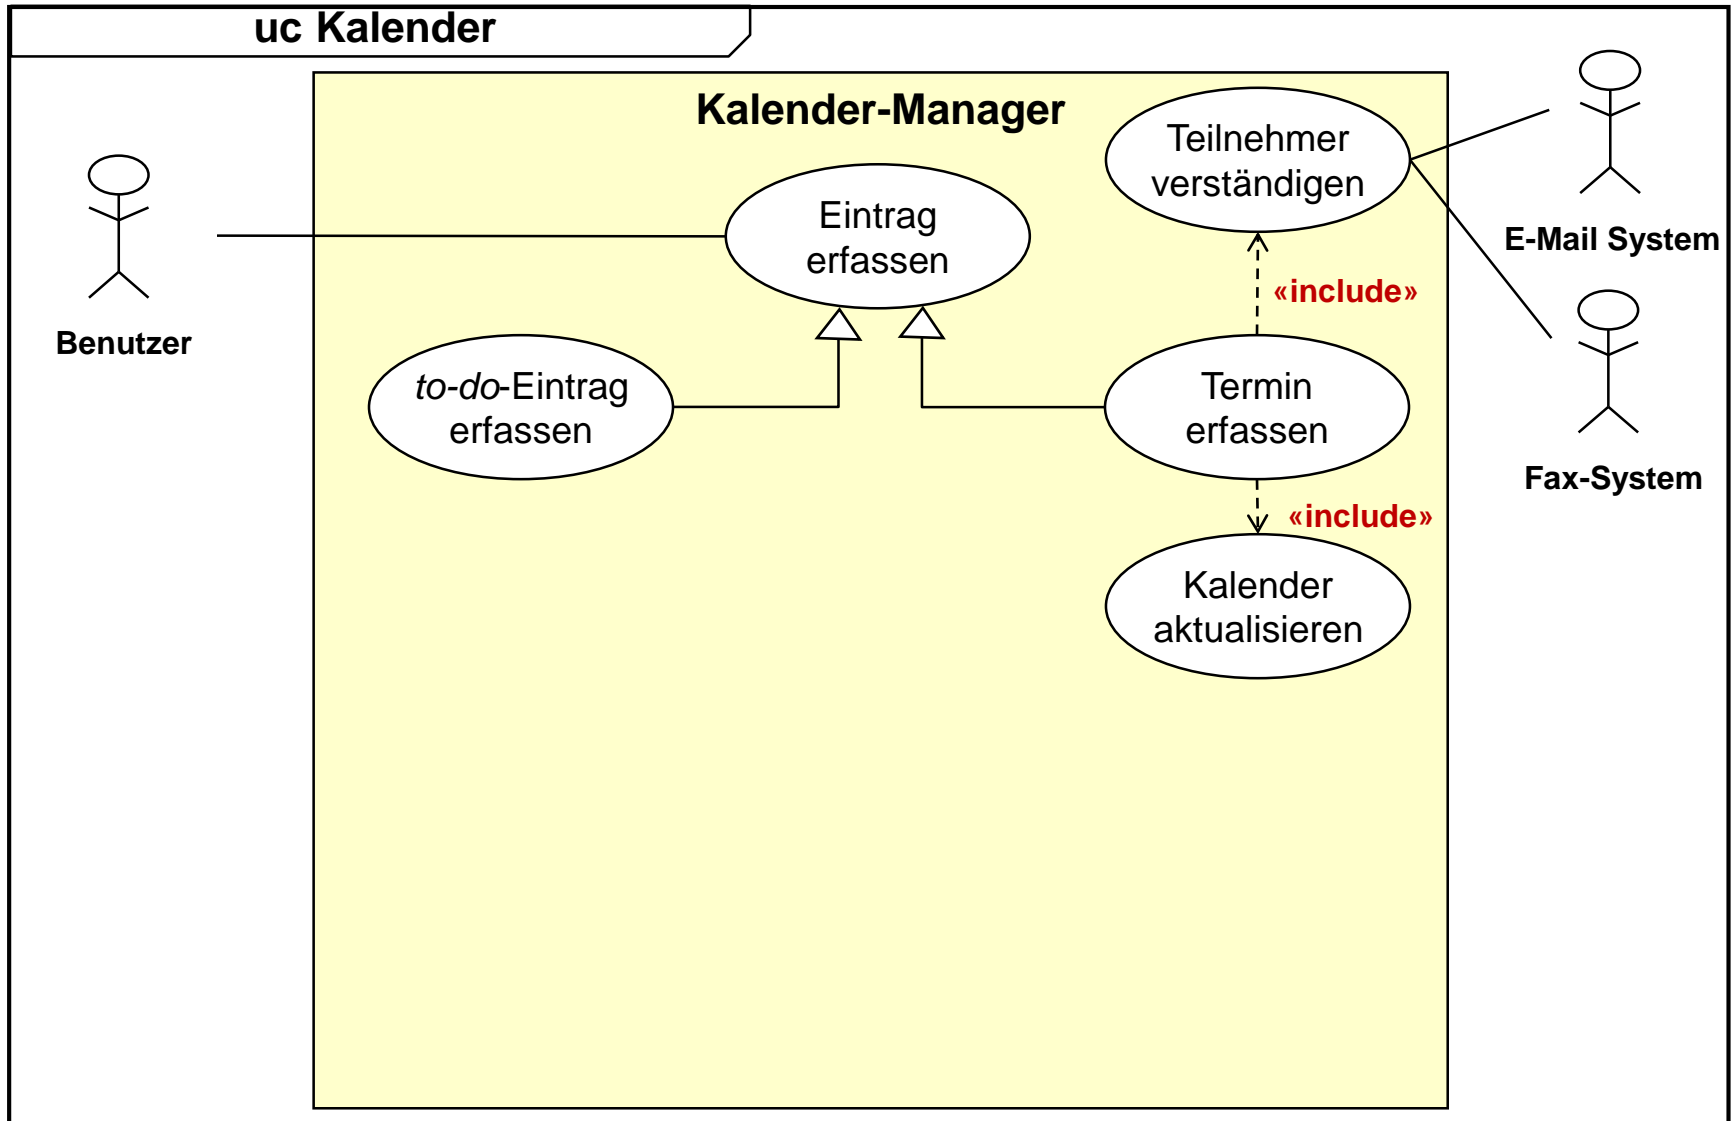 uc Kalender
Kalender-Manager
Teilnehmer
verständigen
Eintrag
erfassen
E-Mail System
«include»
Benutzer
to-do-Eintrag
erfassen
Termin
erfassen
Fax-System
«include»
Kalender
aktualisieren